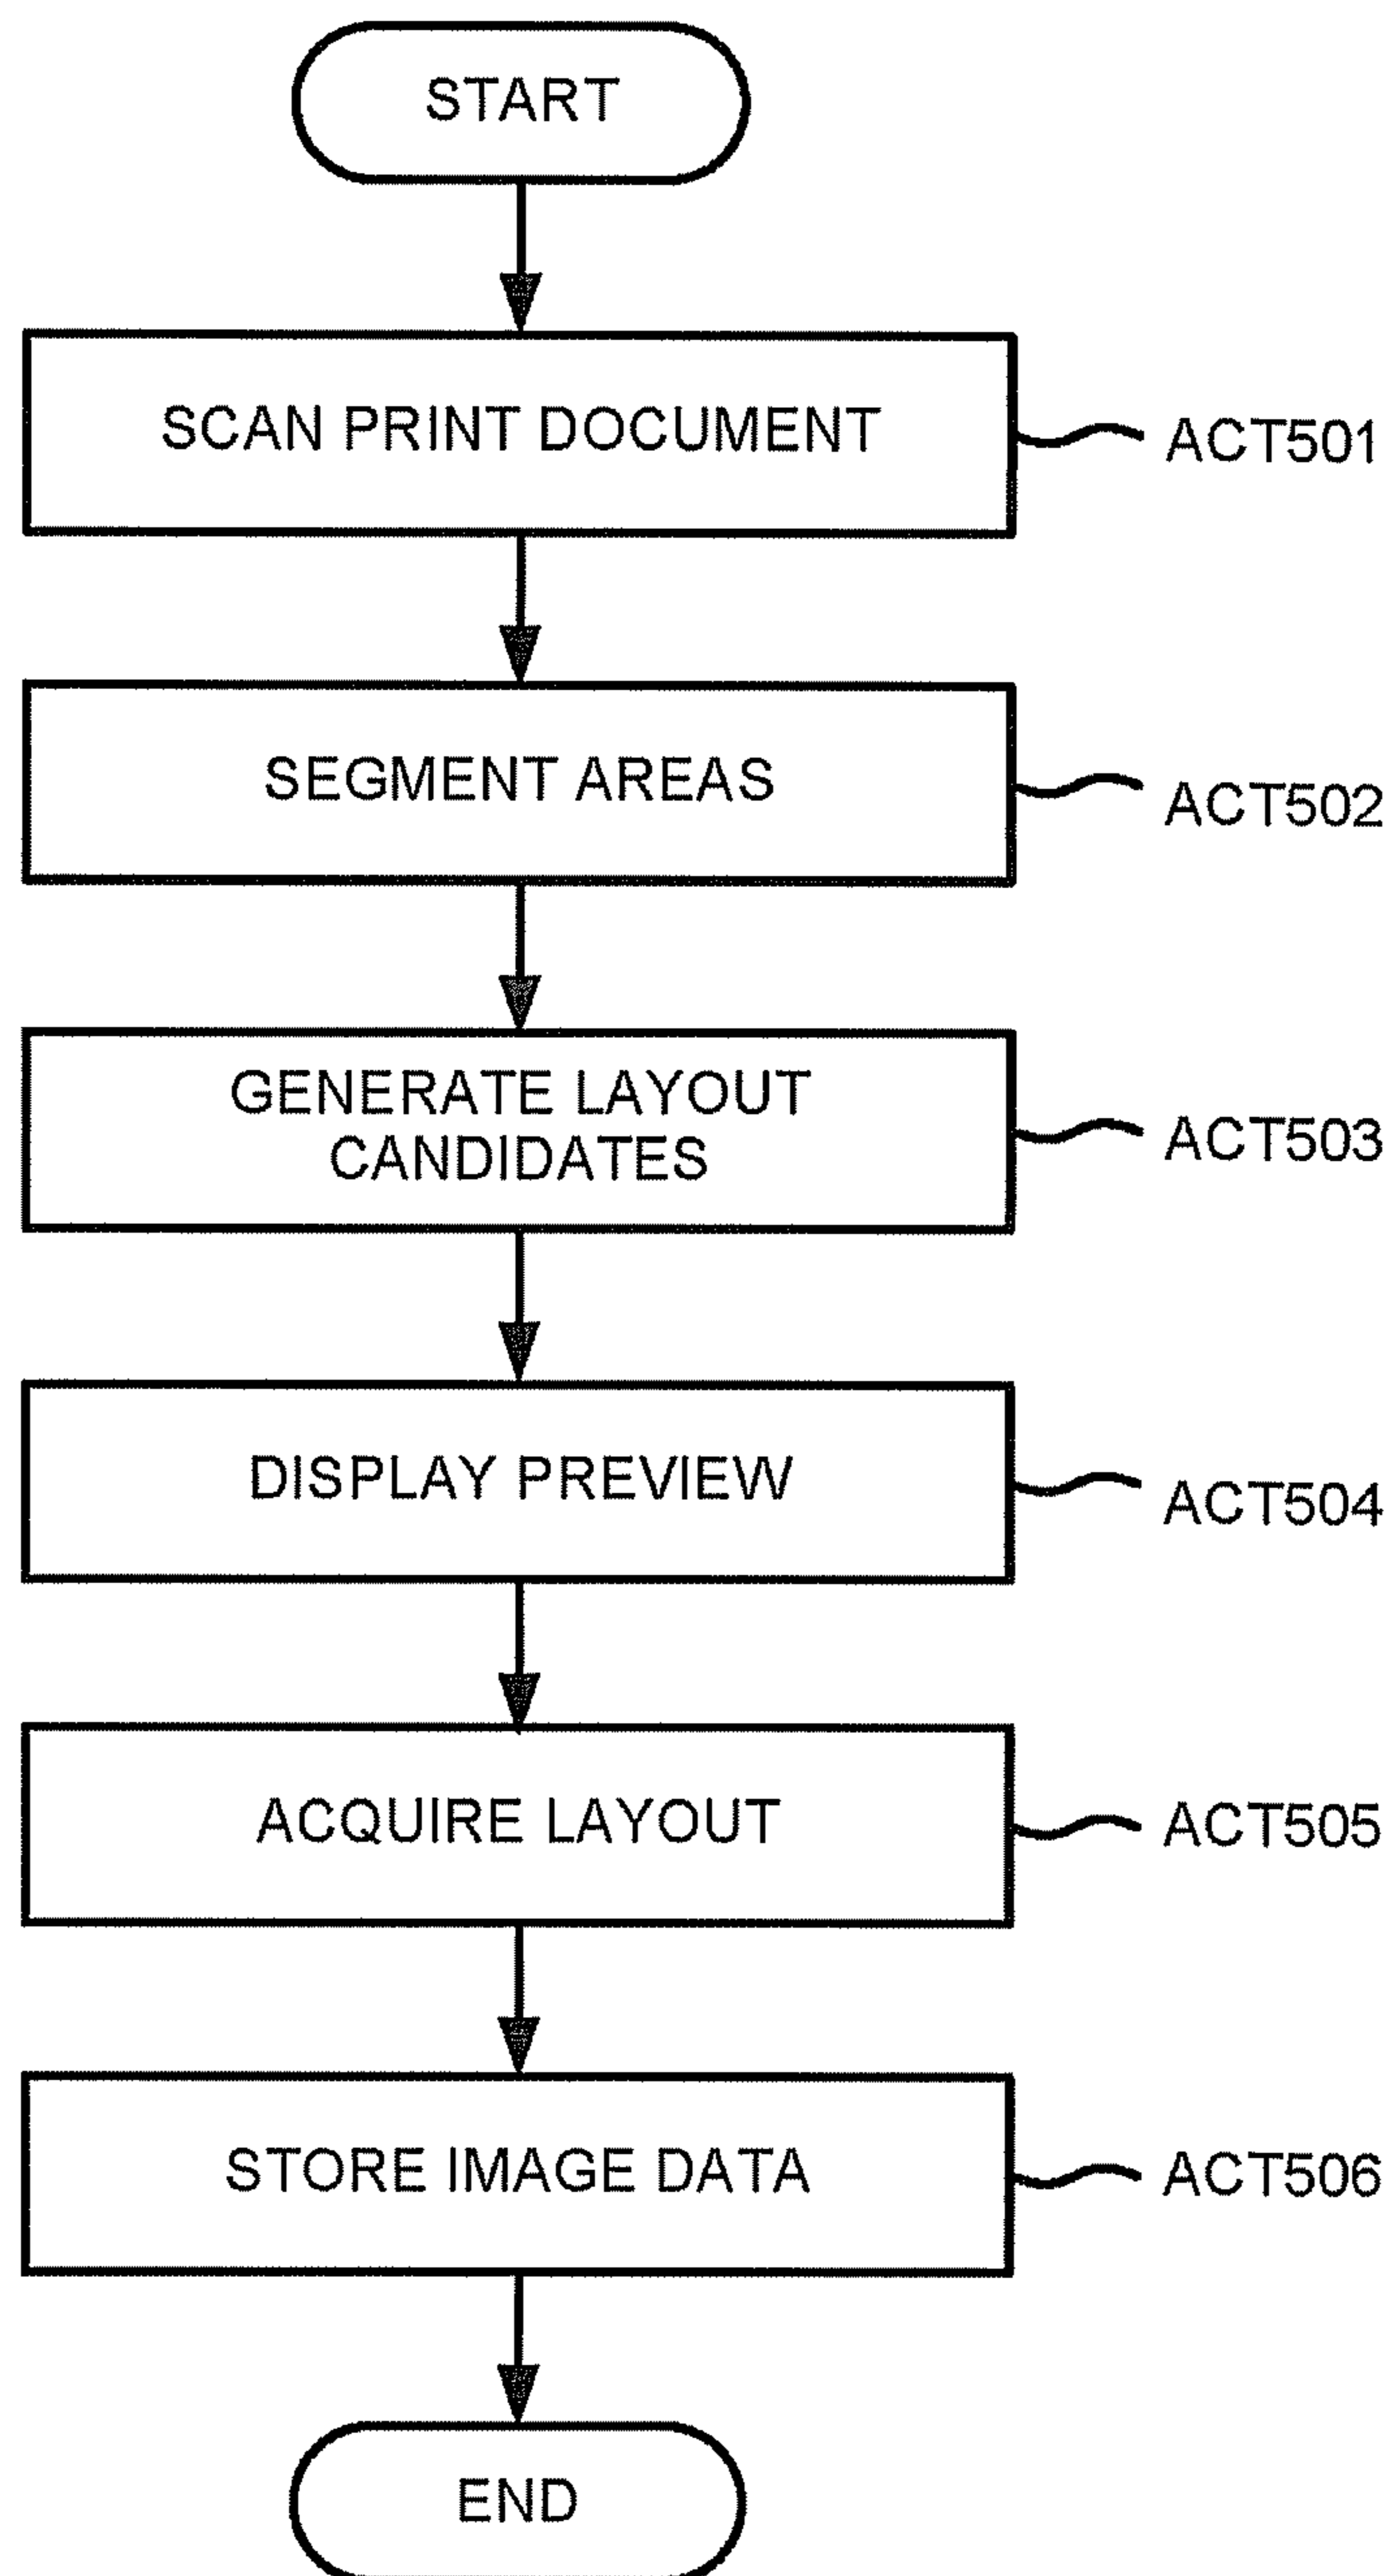 START
SCAN PRINT DOCUMENT
ACT501
SEGMENT AREAS
ACT502
GENERATE LAYOUT
CANDIDATES
ACT503
DISPLAY PREVIEW
ACT504
ACQUIRE LAYOUT
ACT505
STORE IMAGE DATA
ACT506
END